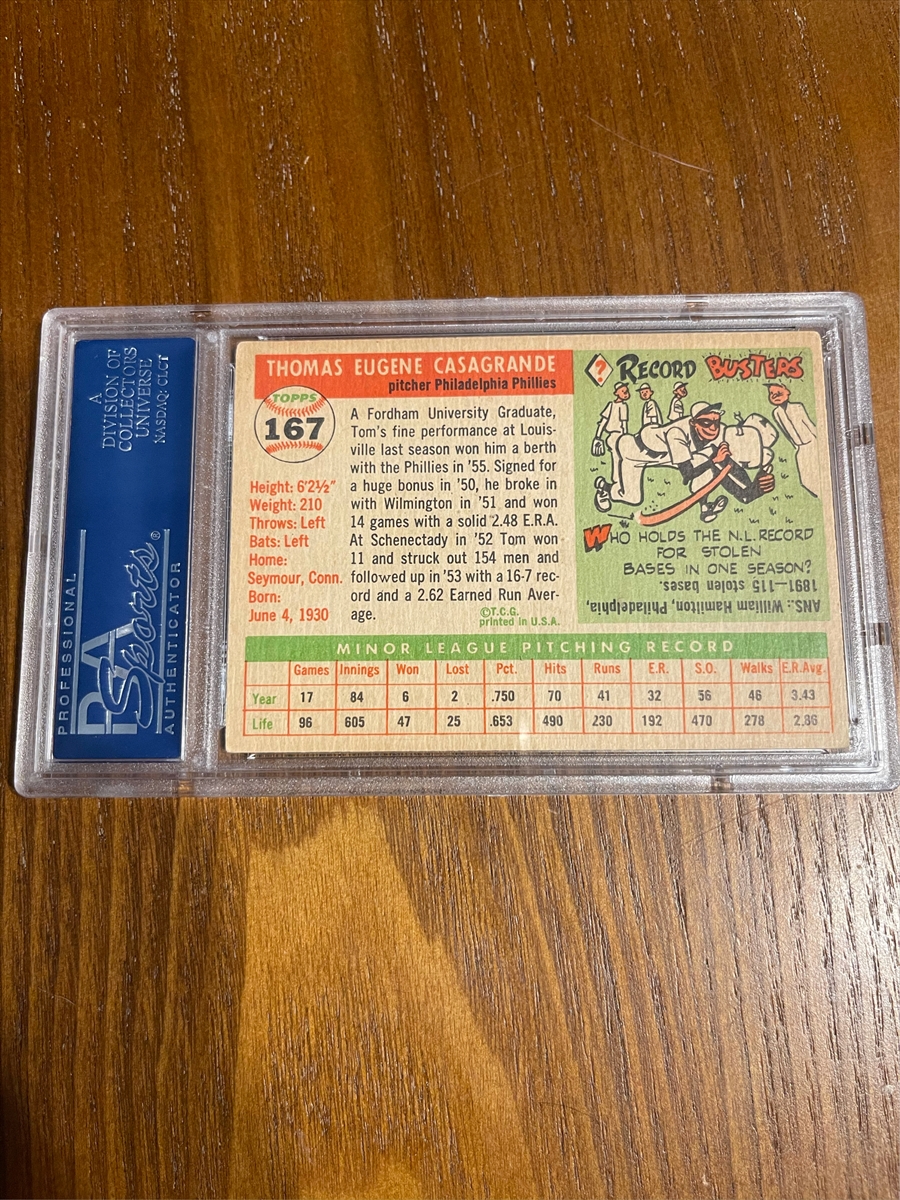 A
DIVISION OF
COLLECTORS
UNIVERSE
NASDAQ: CLCT
PROFESSIONAL
PSA
Sports®
AUTHENTICATOR
THOMAS EUGENE CASAGRANDE
pitcher Philadelphia Phillies
TOPPS
167
Height: 6'2½"
Weight: 210
Throws: Left
Bats: Left
Home:
Seymour, Conn.
Born:
June 4, 1930
A Fordham University Graduate,
Tom's fine performance at Louis-
ville last season won him a berth
with the Phillies in '55. Signed for
a huge bonus in '50, he broke in
with Wilmington in '51 and won
14 games with a solid 2.48 E.R.A.
At Schenectady in '52 Tom won
11 and struck out 154 men and
followed up in '53 with a 16-7 rec-
ord and a 2.62 Earned Run Aver-
age.
©T.C.G.
printed in U.S.A.
? RECORD BUSTERS
WHO HOLDS THE N.L. RECORD
FOR STOLEN
BASES IN ONE SEASON?
ANS.: William Hamilton, Philadelphia,
1891—115 stolen bases.
MINOR LEAGUE PITCHING RECORD
Games Innings Won Lost Pct. Hits Runs E.R. S.O. Walks E.R.Avg.
Year 17 84 6 2 .750 70 41 32 56 46 3.43
Life 96 605 47 25 .653 490 230 192 470 278 2.86